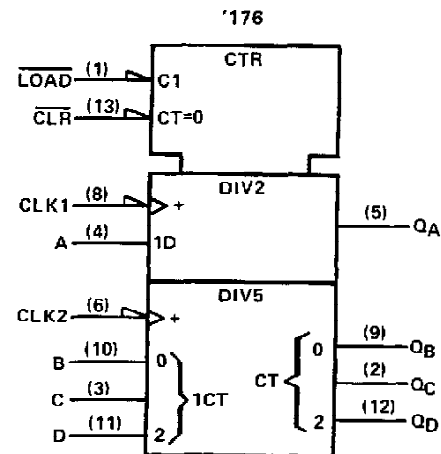 '176
CTR
LOAD (1) C1
CLR (13) CT=0
DIV2
CLK1 (8) +
(5) QA
A (4) 1D
DIV5
CLK2 (6) +
B (10) 0 0 (9) QB
C (3) 1CT CT (2) QC
D (11) 2 2 (12) QD